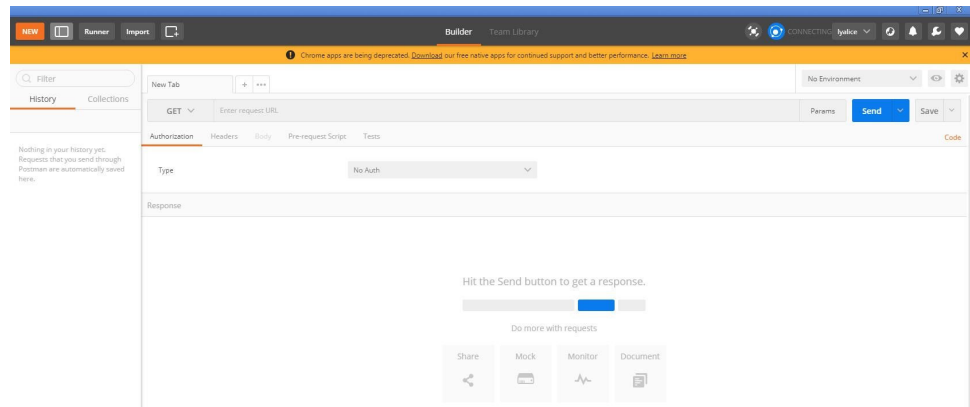 NEW Runner Import Builder Team Library CONNECTING lyalice
Chrome apps are being deprecated. Download our free native apps for continued support and better performance. Learn more
Filter
History Collections
Nothing in your history yet.
Requests that you send through
Postman are automatically saved
here.
New Tab + ••• No Environment
GET Enter request URL Params Send Save
Authorization Headers Body Pre-request Script Tests Code
Type No Auth
Response
Hit the Send button to get a response.
Do more with requests
Share Mock Monitor Document